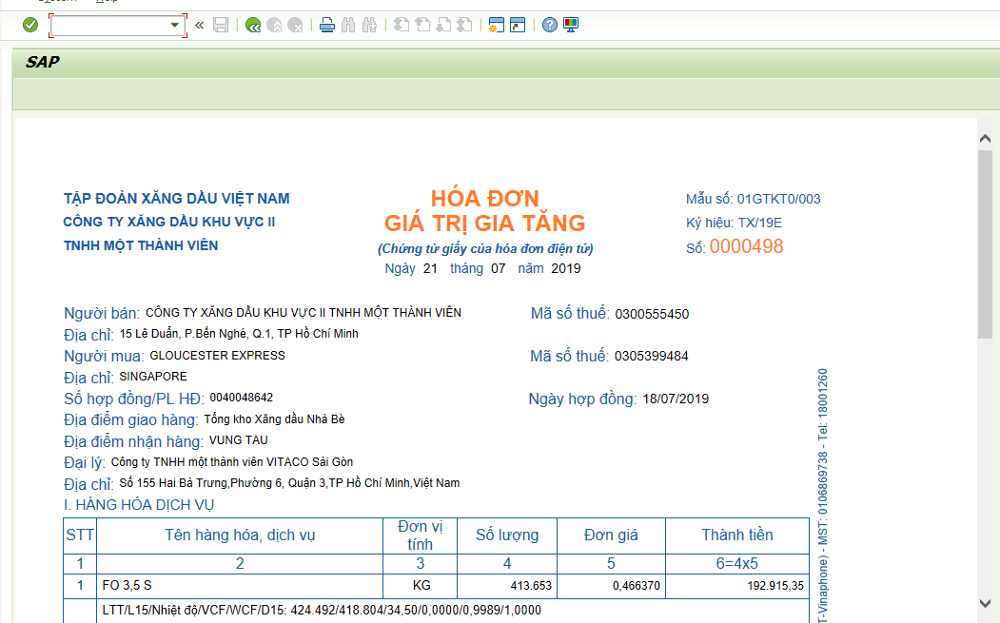 SAP
TẬP ĐOÀN XĂNG DẦU VIỆT NAM
CÔNG TY XĂNG DẦU KHU VỰC II
TNHH MỘT THÀNH VIÊN
HÓA ĐƠN
GIÁ TRỊ GIA TĂNG
(Chứng từ giấy của hóa đơn điện tử)
Ngày 21 tháng 07 năm 2019
Mẫu số: 01GTKT0/003
Ký hiệu: TX/19E
Số: 0000498
Người bán: CÔNG TY XĂNG DẦU KHU VỰC II TNHH MỘT THÀNH VIÊN Mã số thuế: 0300555450
Địa chỉ: 15 Lê Duẩn, P.Bến Nghé, Q.1, TP Hồ Chí Minh
Người mua: GLOUCESTER EXPRESS Mã số thuế: 0305399484
Địa chỉ: SINGAPORE
Số hợp đồng/PL HĐ: 0040048642 Ngày hợp đồng: 18/07/2019
Địa điểm giao hàng: Tổng kho Xăng dầu Nhà Bè
Địa điểm nhận hàng: VUNG TAU
Đại lý: Công ty TNHH một thành viên VITACO Sài Gòn
Địa chỉ: Số 155 Hai Bà Trưng,Phường 6, Quận 3,TP Hồ Chí Minh,Việt Nam
I. HÀNG HÓA DỊCH VỤ
STT Tên hàng hóa, dịch vụ Đơn vị tính Số lượng Đơn giá Thành tiền
1 2 3 4 5 6=4x5
1 FO 3,5 S KG 413.653 0,466370 192.915,35
LTT/L15/Nhiệt độ/VCF/WCF/D15: 424.492/418.804/34,50/0,0000/0,9989/1,0000
T-Vinaphone) - MST: 0106869738 - Tel: 18001260